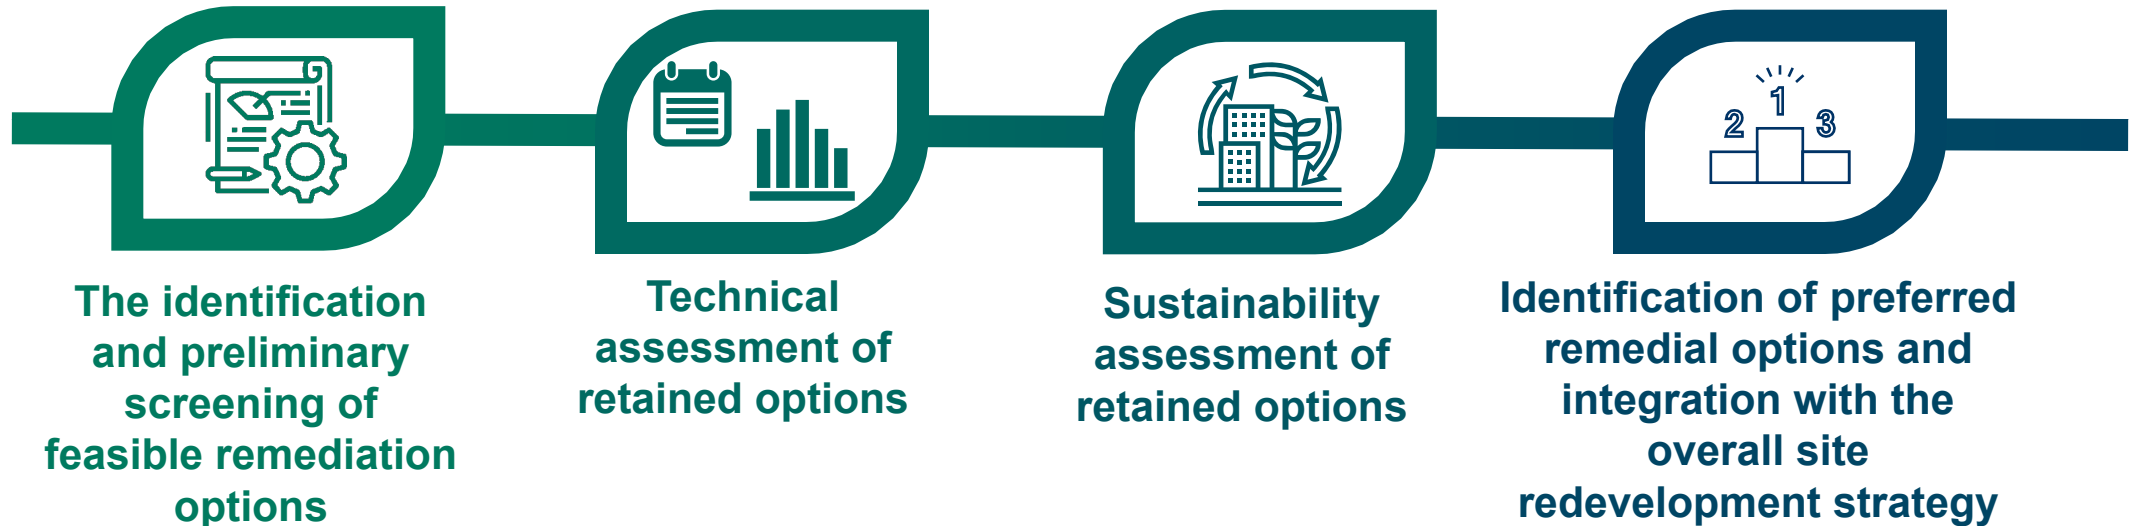 The identification
and preliminary
screening of
feasible remediation
options
Technical
assessment of
retained options
Sustainability
assessment of
retained options
2 1 3
Identification of preferred
remedial options and
integration with the
overall site
redevelopment strategy